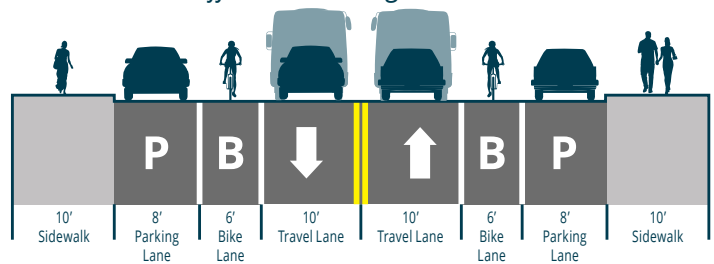 P B B P
10' 8' 6' 10' 10' 6' 8' 10'
Sidewalk Parking Bike Travel Lane Travel Lane Bike Parking Sidewalk
Lane Lane Lane Lane